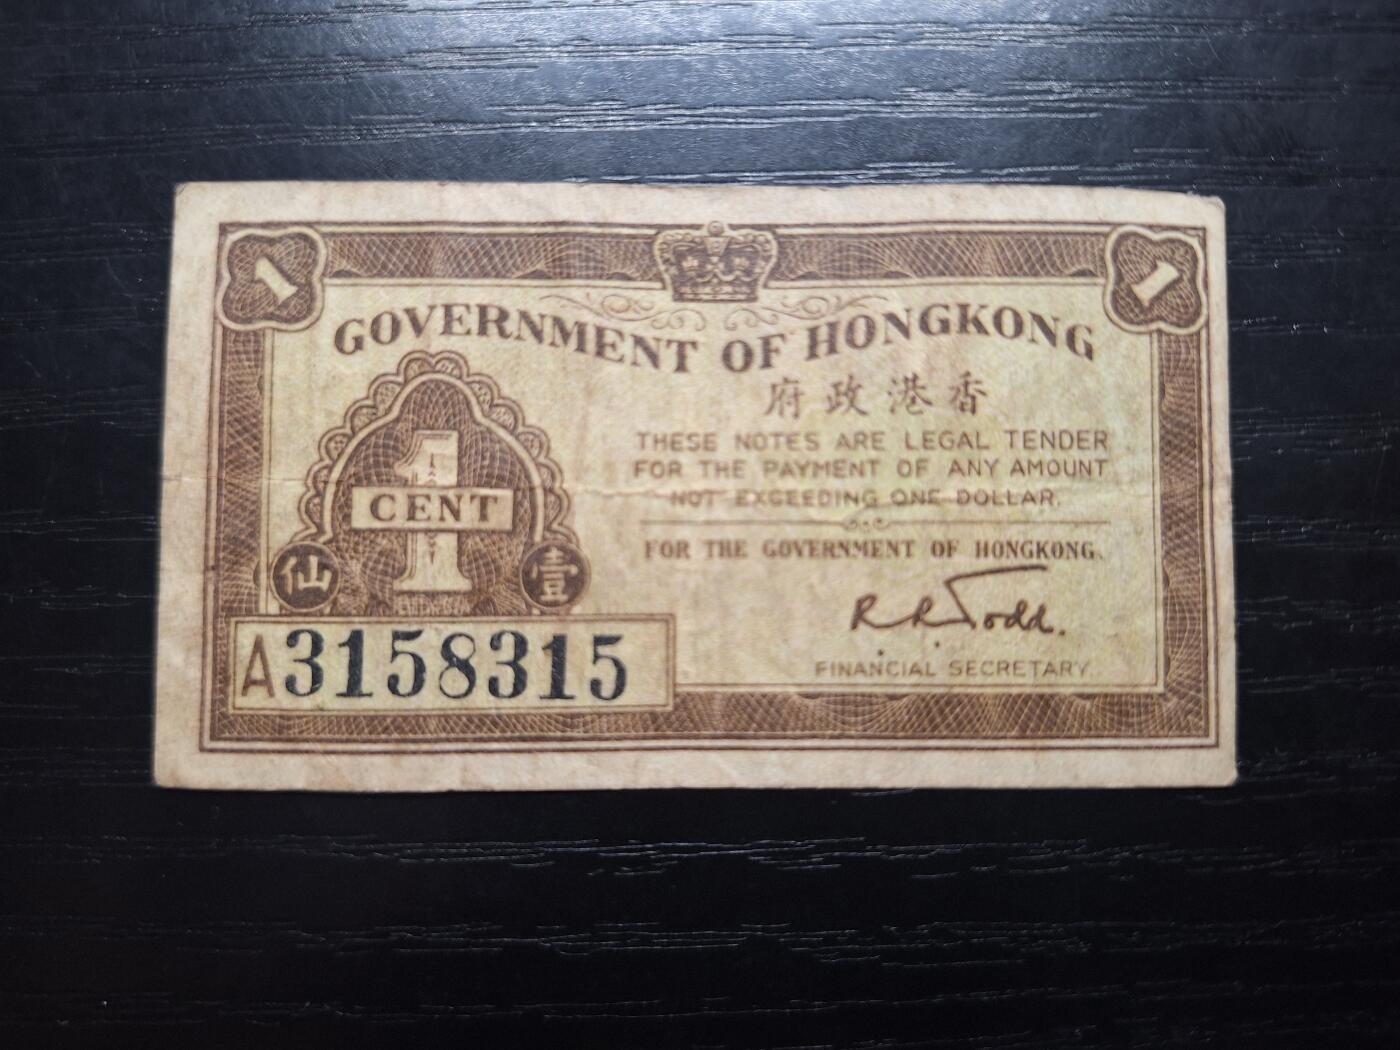 1 1
GOVERNMENT OF HONGKONG
府政港香
THESE NOTES ARE LEGAL TENDER
FOR THE PAYMENT OF ANY AMOUNT
NOT EXCEEDING ONE DOLLAR.
FOR THE GOVERNMENT OF HONGKONG.
R. R. Todd.
FINANCIAL SECRETARY.
1
CENT
仙 壹
A3158315